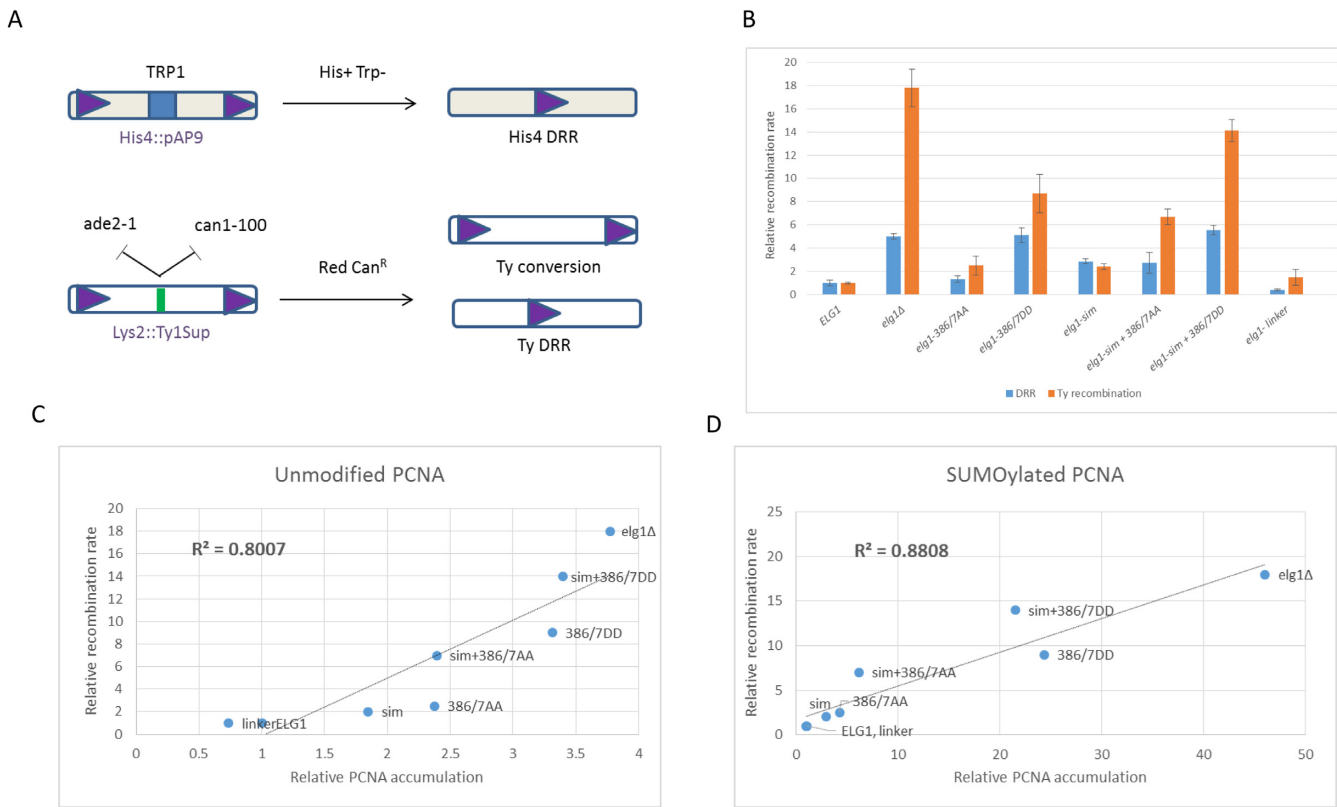 A
TRP1
His+ Trp-
His4::pAP9
His4 DRR
ade2-1
can1-100
Red Can^R
Ty conversion
Lys2::Ty1Sup
Ty DRR
B
20
18
16
14
12
10
8
6
4
2
0
Relative recombination rate
ELG1
elg1Δ
elg1-386/7AA
elg1-386/7DD
elg1-sim
elg1-sim + 386/7AA
elg1-sim + 386/7DD
elg1- linker
DRR
Ty recombination
C
Unmodified PCNA
R² = 0.8007
20
18
16
14
12
10
8
6
4
2
0
Relative recombination rate
elg1Δ
sim+386/7DD
386/7DD
sim+386/7AA
386/7AA
sim
linkerELG1
0
0.5
1
1.5
2
2.5
3
3.5
4
Relative PCNA accumulation
D
SUMOylated PCNA
R² = 0.8808
25
20
15
10
5
0
Relative recombination rate
elg1Δ
sim+386/7DD
386/7DD
sim+386/7AA
sim
386/7AA
ELG1, linker
0
10
20
30
40
50
Relative PCNA accumulation